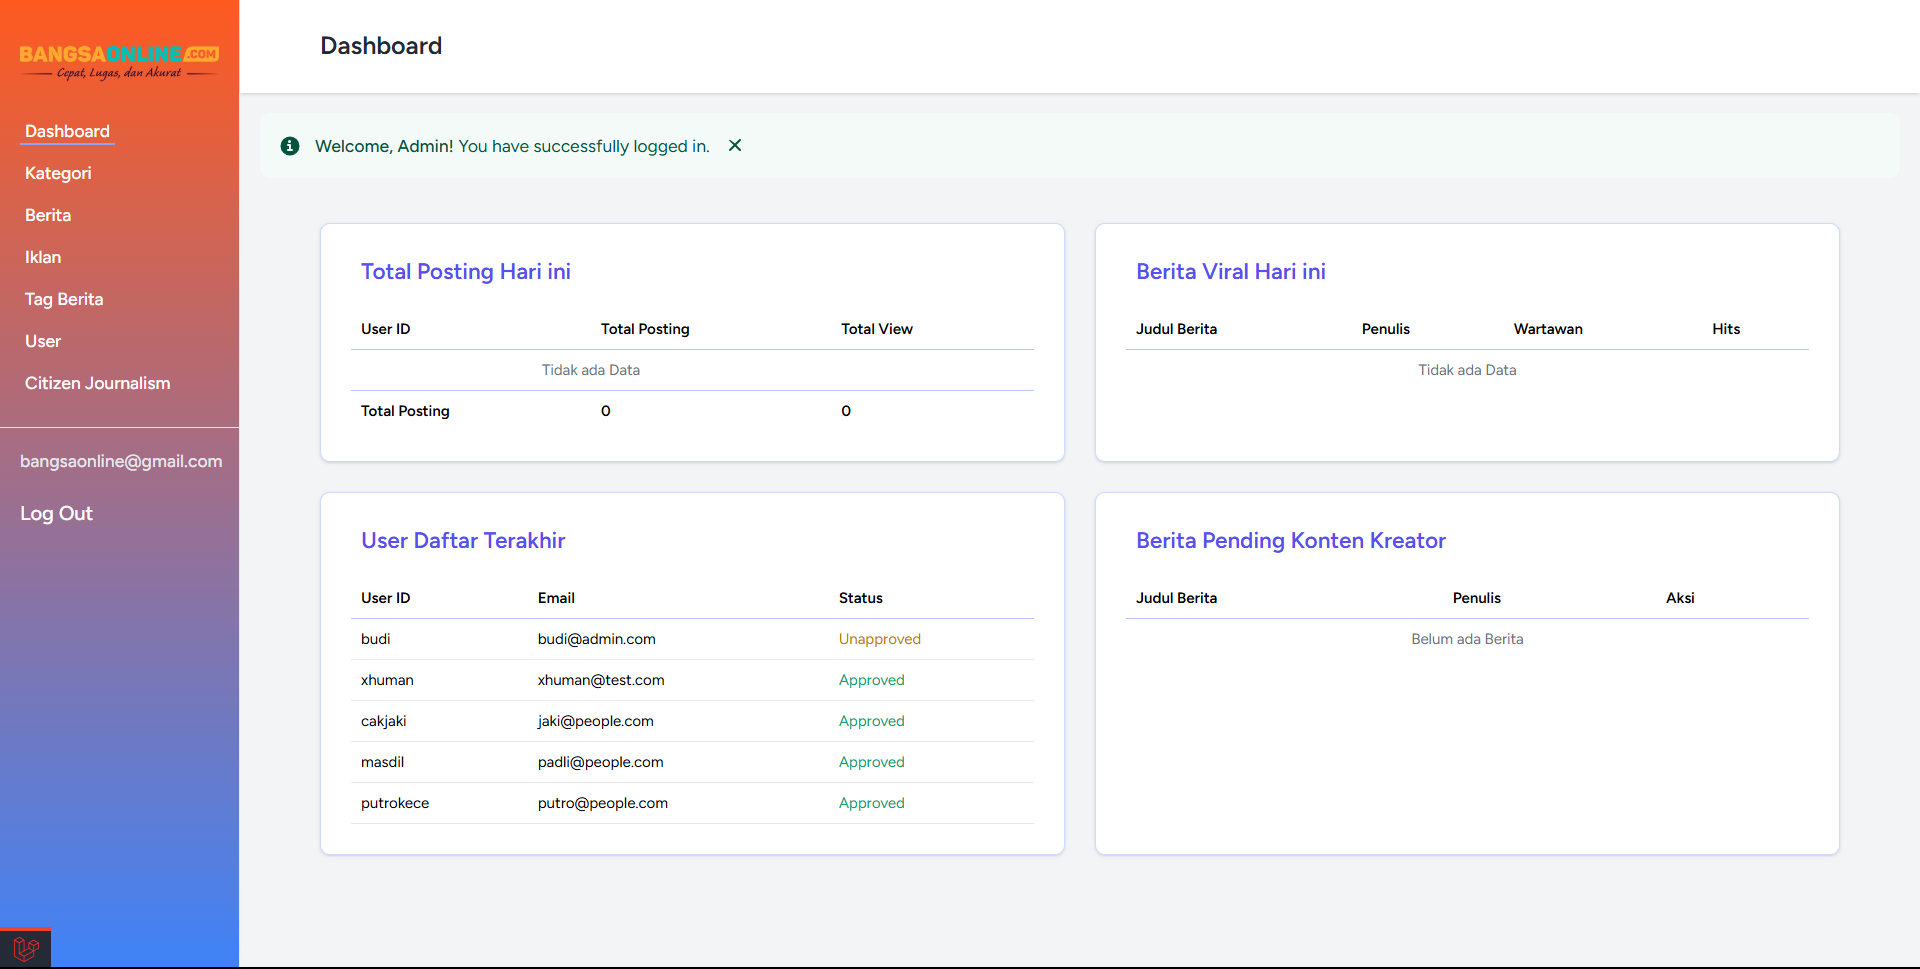 BANGSAONLINE.COM
Cepat, Lugas, dan Akurat
Dashboard
Kategori
Berita
Iklan
Tag Berita
User
Citizen Journalism
bangsaonline@gmail.com
Log Out
Dashboard
Welcome, Admin! You have successfully logged in.
Total Posting Hari ini
User ID Total Posting Total View
Tidak ada Data
Total Posting 0 0
Berita Viral Hari ini
Judul Berita Penulis Wartawan Hits
Tidak ada Data
User Daftar Terakhir
User ID Email Status
budi budi@admin.com Unapproved
xhuman xhuman@test.com Approved
cakjaki jaki@people.com Approved
masdil padli@people.com Approved
putrokece putro@people.com Approved
Berita Pending Konten Kreator
Judul Berita Penulis Aksi
Belum ada Berita